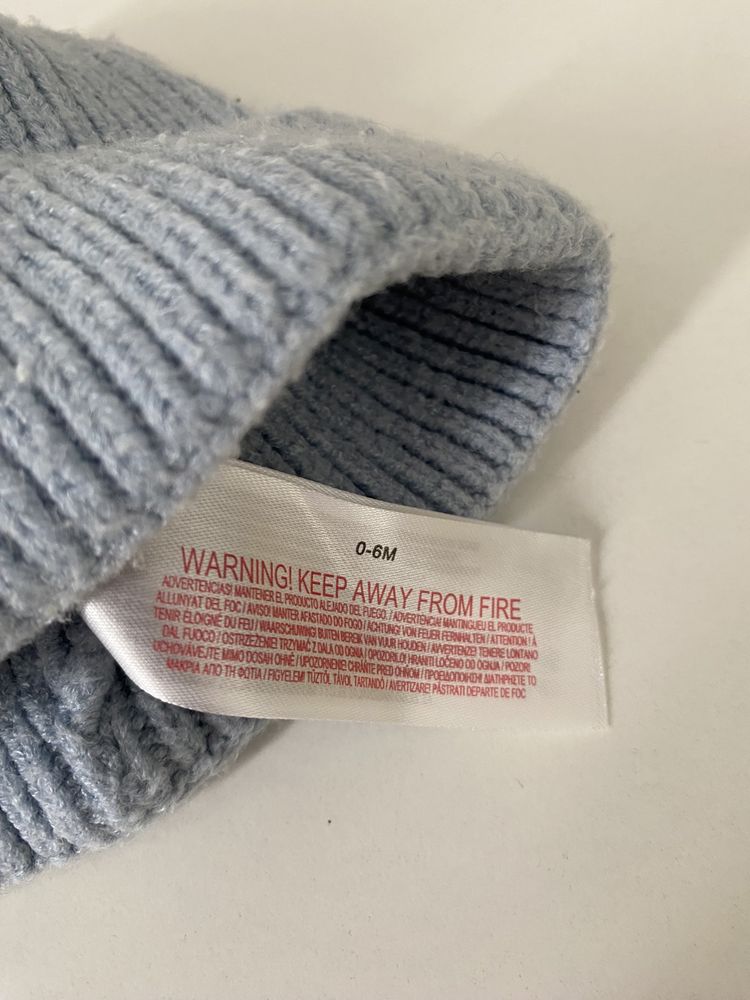 0-6M
WARNING! KEEP AWAY FROM FIRE
ADVERTENCIAS! MANTENER EL PRODUCTO ALEJADO DEL FUEGO. / ADVERTENCIA! MANTINGUEU EL PRODUCTE
ALLUNYAT DEL FOC / AVISO! MANTER AFASTADO DO FOGO / ACHTUNG! VON FEUER FERNHALTEN / ATTENTION ! À
TENIR ÉLOIGNÉ DU FEU / WAARSCHUWING! BUITEN BEREIK VAN VUUR HOUDEN / AVVERTENZE! TENERE LONTANO
DAL FUOCO / OSTRZEŻENIE! TRZYMAĆ Z DALA OD OGNIA / OPOZORILO! HRANITI LOČENO OD OGNJA / POZOR!
UCHOVÁVEJTE MIMO DOSAH OHNĚ / UPOZORNENIE! CHRÁŇTE PRED OHŇOM / ΠΡΟΕΙΔΟΠΟΙΗΣΗ! ΔΙΑΤΗΡΗΣΤΕ ΤΟ
ΜΑΚΡΙΑ ΑΠΟ ΤΗ ΦΩΤΙΑ / FIGYELEM! TŰZTŐL TÁVOL TARTANDÓ / AVERTIZARE! PĂSTRATI DEPARTE DE FOC